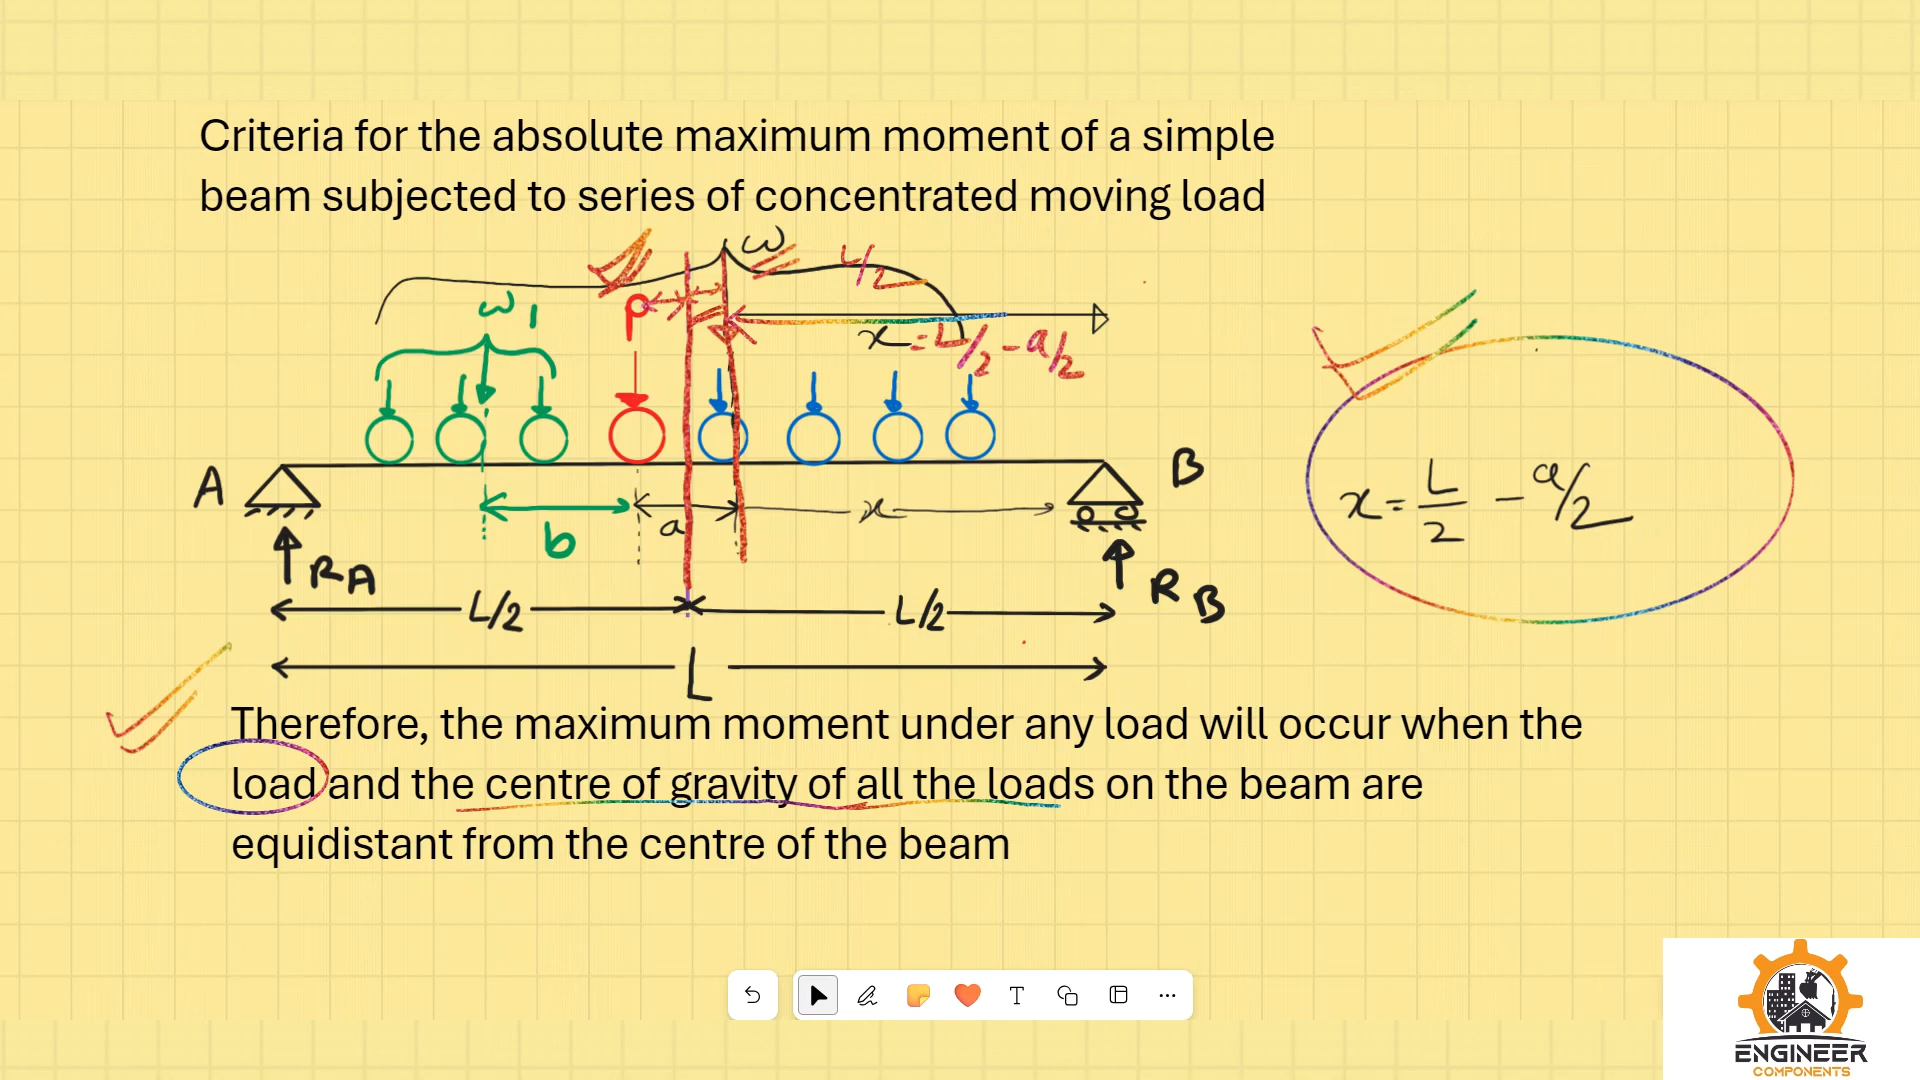 Criteria for the absolute maximum moment of a simple
beam subjected to series of concentrated moving load
ω L/2
ω1 P
x = L/2 - a/2
A B
b a x
x = L/2 - a/2
RA RB
L/2 L/2
L
Therefore, the maximum moment under any load will occur when the
load and the centre of gravity of all the loads on the beam are
equidistant from the centre of the beam
T
ENGINEER
COMPONENTS